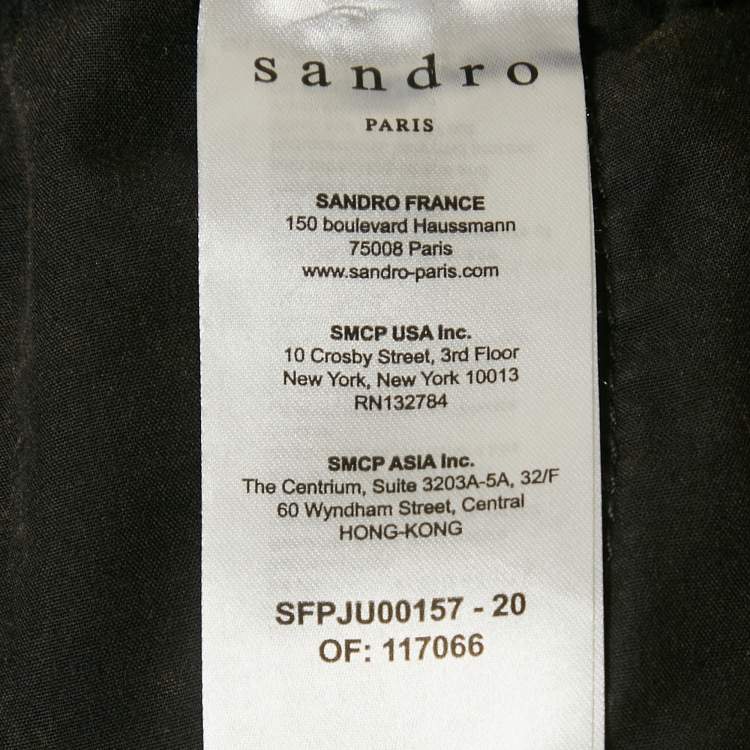 sandro
PARIS
SANDRO FRANCE
150 boulevard Haussmann
75008 Paris
www.sandro-paris.com
SMCP USA Inc.
10 Crosby Street, 3rd Floor
New York, New York 10013
RN132784
SMCP ASIA Inc.
The Centrium, Suite 3203A-5A, 32/F
60 Wyndham Street, Central
HONG-KONG
SFPJU00157 - 20
OF: 117066